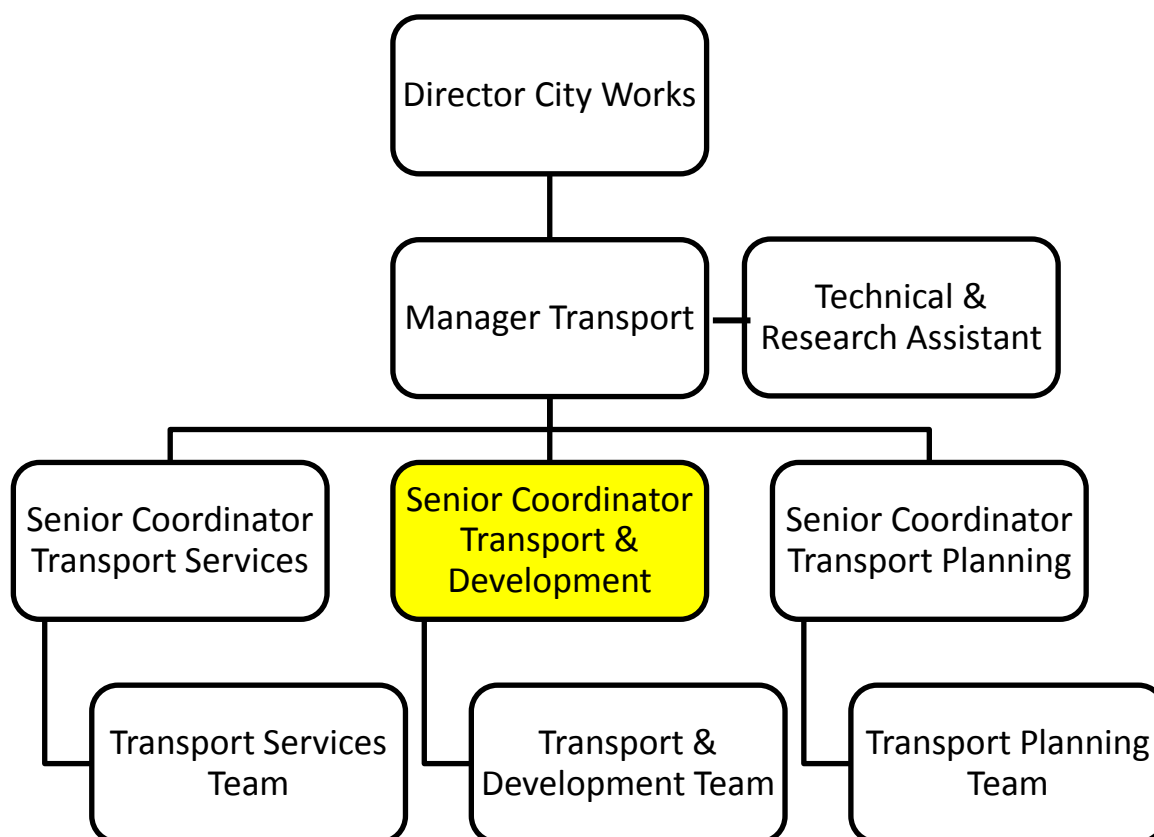 Director City Works
Manager Transport
Technical &
Research Assistant
Senior Coordinator
Transport Services
Senior Coordinator
Transport &
Development
Senior Coordinator
Transport Planning
Transport Services
Team
Transport &
Development Team
Transport Planning
Team